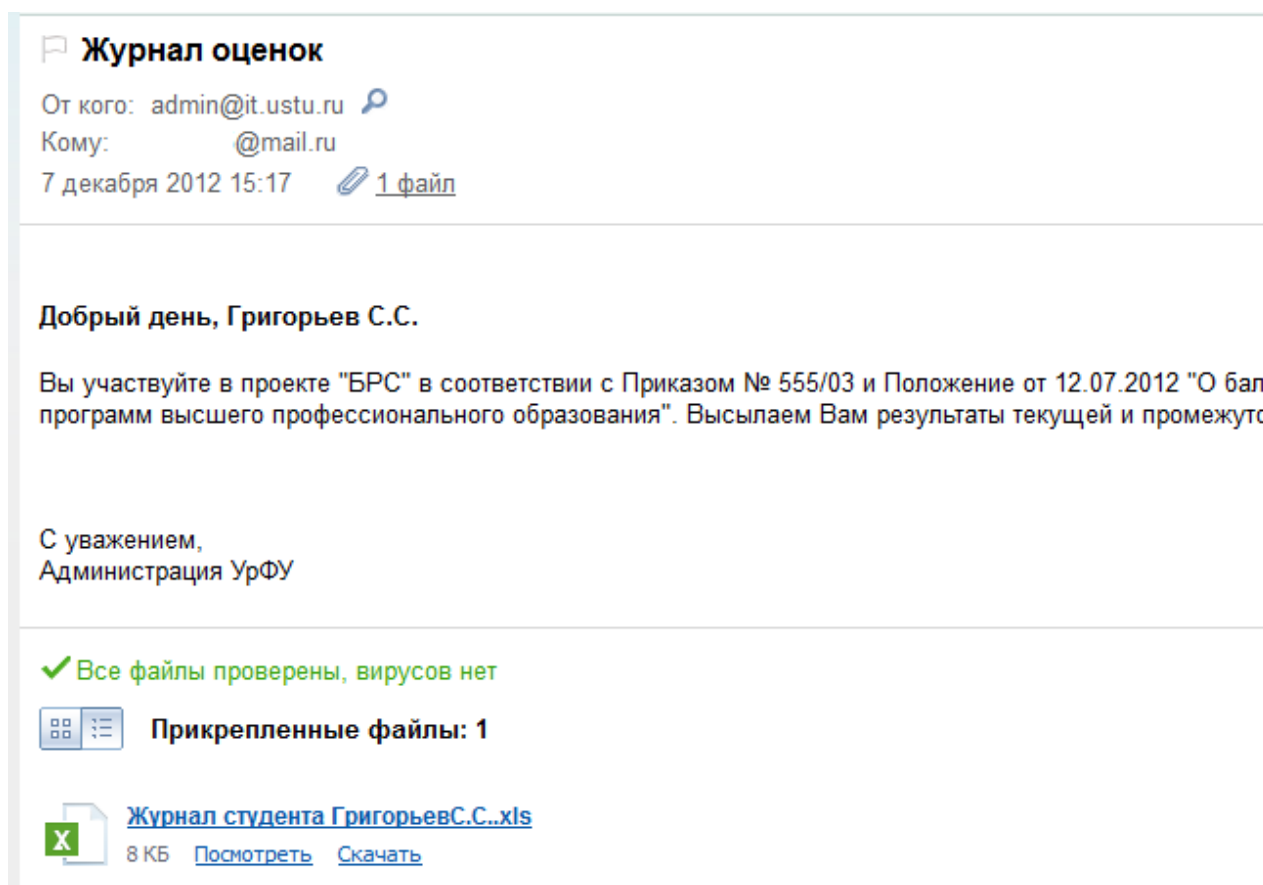 Журнал оценок
От кого: admin@it.ustu.ru
Кому: @mail.ru
7 декабря 2012 15:17 1 файл
Добрый день, Григорьев С.С.
Вы участвуйте в проекте "БРС" в соответствии с Приказом № 555/03 и Положение от 12.07.2012 "О бал
программ высшего профессионального образования". Высылаем Вам результаты текущей и промежуто
С уважением,
Администрация УрФУ
Все файлы проверены, вирусов нет
Прикрепленные файлы: 1
Журнал студента ГригорьевС.С..xls
8 КБ Посмотреть Скачать